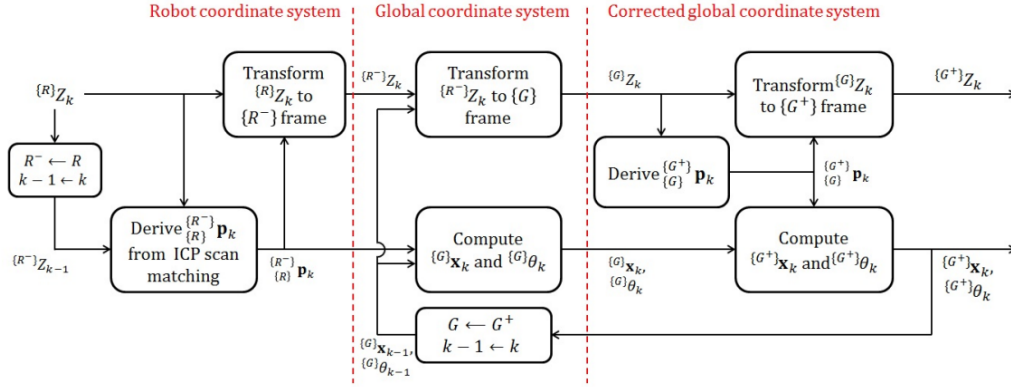 Robot coordinate system
Global coordinate system
Corrected global coordinate system
{R}Z_k
Transform
{R}Z_k to
{R⁻} frame
{R⁻}Z_k
Transform
{R⁻}Z_k to {G}
frame
{G}Z_k
Transform {G}Z_k
to {G⁺} frame
{G⁺}Z_k
R⁻ ← R
k − 1 ← k
Derive {G⁺}{G} p_k
{G⁺}
{G} p_k
{R⁻}Z_{k−1}
Derive {R⁻}{R} p_k
from ICP scan
matching
{R⁻}
{R} p_k
Compute
{G}x_k and {G}θ_k
{G}x_k,
{G}θ_k
Compute
{G⁺}x_k and {G⁺}θ_k
{G⁺}x_k,
{G⁺}θ_k
{G}x_{k−1},
{G}θ_{k−1}
G ← G⁺
k − 1 ← k